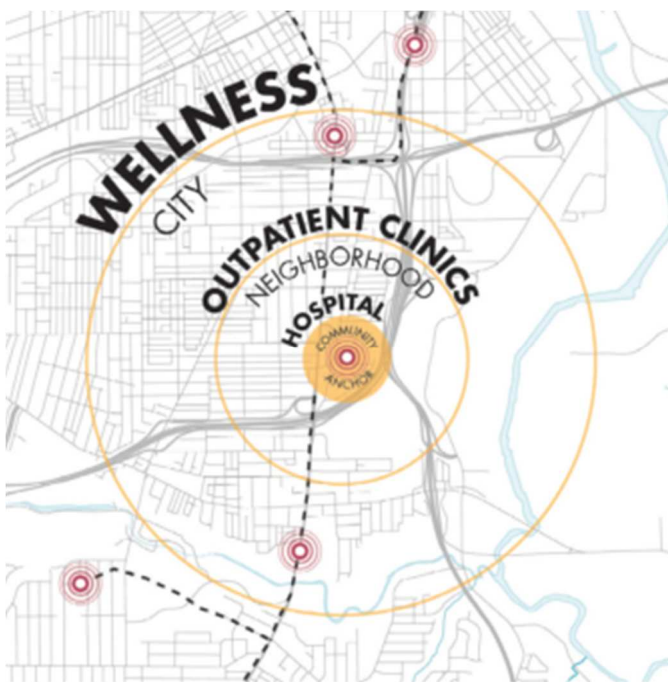 WELLNESS
CITY
OUTPATIENT CLINICS
NEIGHBORHOOD
HOSPITAL
COMMUNITY
ANCHOR